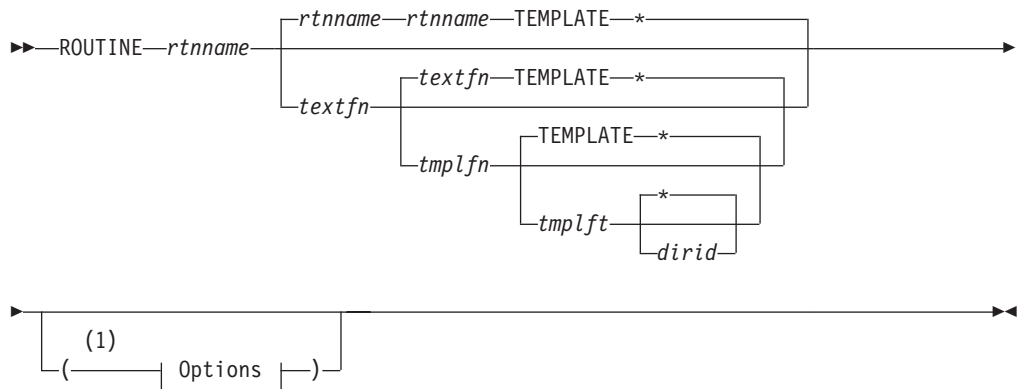 rtnname rtnname TEMPLATE *
ROUTINE rtnname
textfn TEMPLATE *
textfn
TEMPLATE *
tmplfn
*
tmplft
dirid
(1)
( Options )